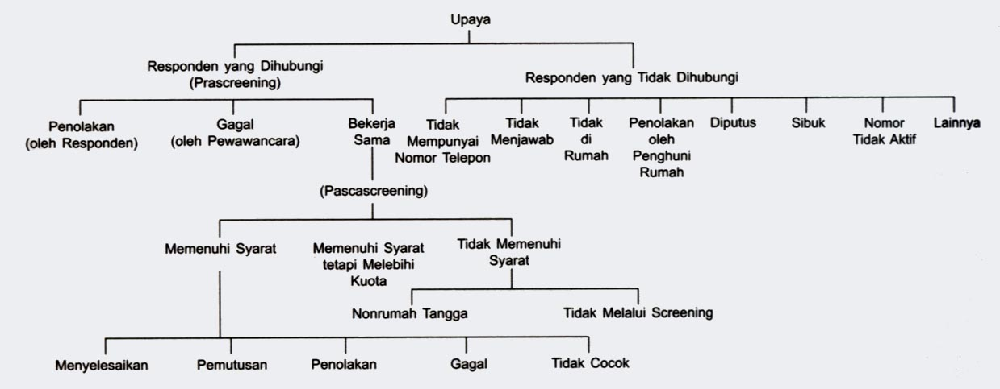 Upaya
Responden yang Dihubungi
(Prascreening)
Responden yang Tidak Dihubungi
Penolakan
(oleh Responden)
Gagal
(oleh Pewawancara)
Bekerja
Sama
Tidak
Mempunyai
Nomor Telepon
Tidak
Menjawab
Tidak
di
Rumah
Penolakan
oleh
Penghuni
Rumah
Diputus
Sibuk
Nomor
Tidak Aktif
Lainnya
(Pascascreening)
Memenuhi Syarat
Memenuhi Syarat
tetapi Melebihi
Kuota
Tidak Memenuhi
Syarat
Nonrumah Tangga
Tidak Melalui Screening
Menyelesaikan
Pemutusan
Penolakan
Gagal
Tidak Cocok